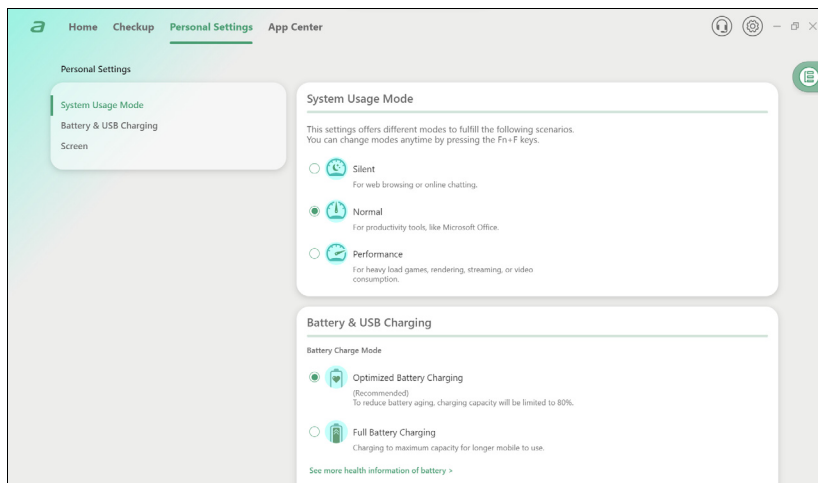 a Home Checkup Personal Settings App Center
Personal Settings
System Usage Mode
Battery & USB Charging
Screen
System Usage Mode
This settings offers different modes to fulfill the following scenarios.
You can change modes anytime by pressing the Fn+F keys.
Silent
For web browsing or online chatting.
Normal
For productivity tools, like Microsoft Office.
Performance
For heavy load games, rendering, streaming, or video
consumption.
Battery & USB Charging
Battery Charge Mode
Optimized Battery Charging
(Recommended)
To reduce battery aging, charging capacity will be limited to 80%.
Full Battery Charging
Charging to maximum capacity for longer mobile to use.
See more health information of battery >